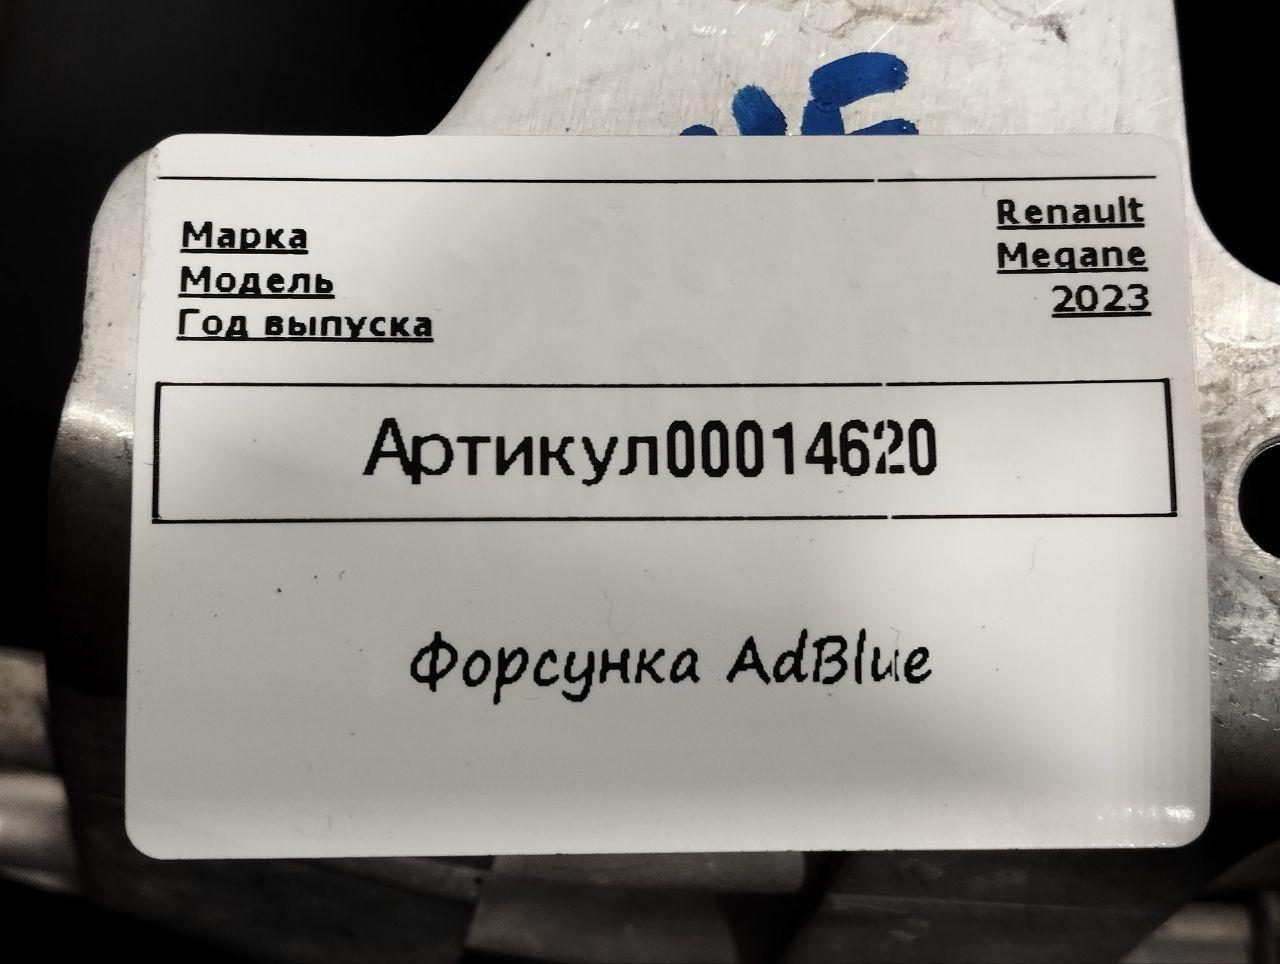 Марка Renault
Модель Megane
Год выпуска 2023
Артикул00014620
Форсунка AdBlue